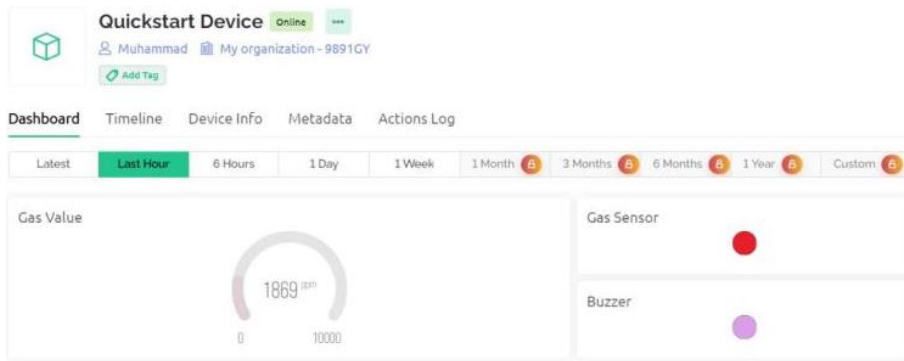 Quickstart Device Online ...
Muhammad My organization - 9891GY
Add Tag
Dashboard Timeline Device Info Metadata Actions Log
Latest Last Hour 6 Hours 1 Day 1 Week 1 Month 3 Months 6 Months 1 Year Custom
Gas Value
1869 ppm
0 10000
Gas Sensor
Buzzer